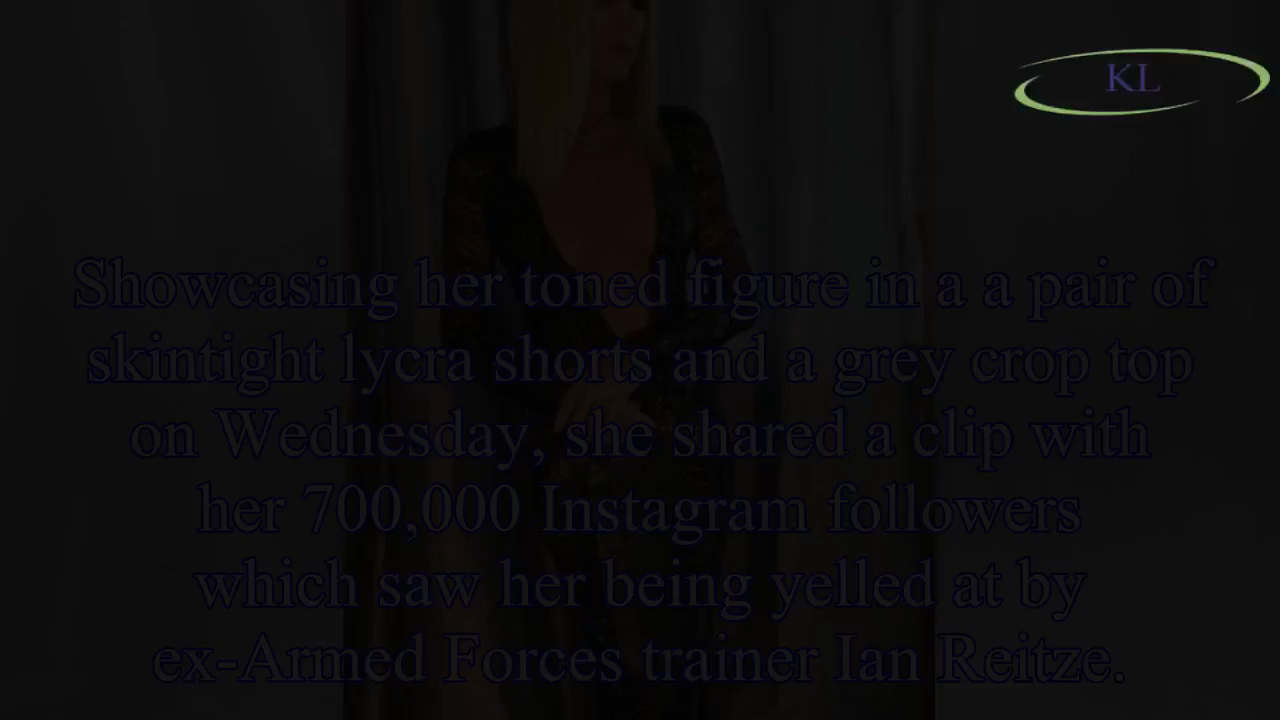 KL
Showcasing her toned figure in a a pair of
skintight lycra shorts and a grey crop top
on Wednesday, she shared a clip with
her 700,000 Instagram followers
which saw her being yelled at by
ex-Armed Forces trainer Ian Reitze.